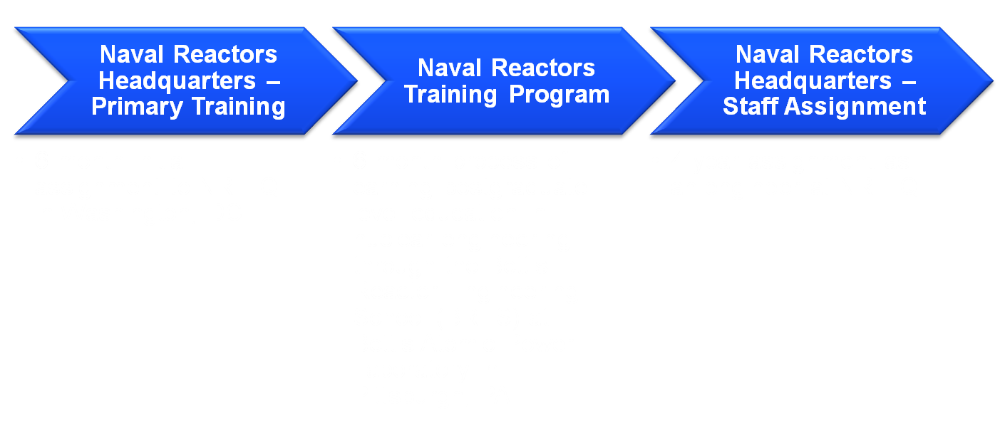 Naval Reactors
Headquarters –
Primary Training
Naval Reactors
Training Program
Naval Reactors
Headquarters –
Staff Assignment